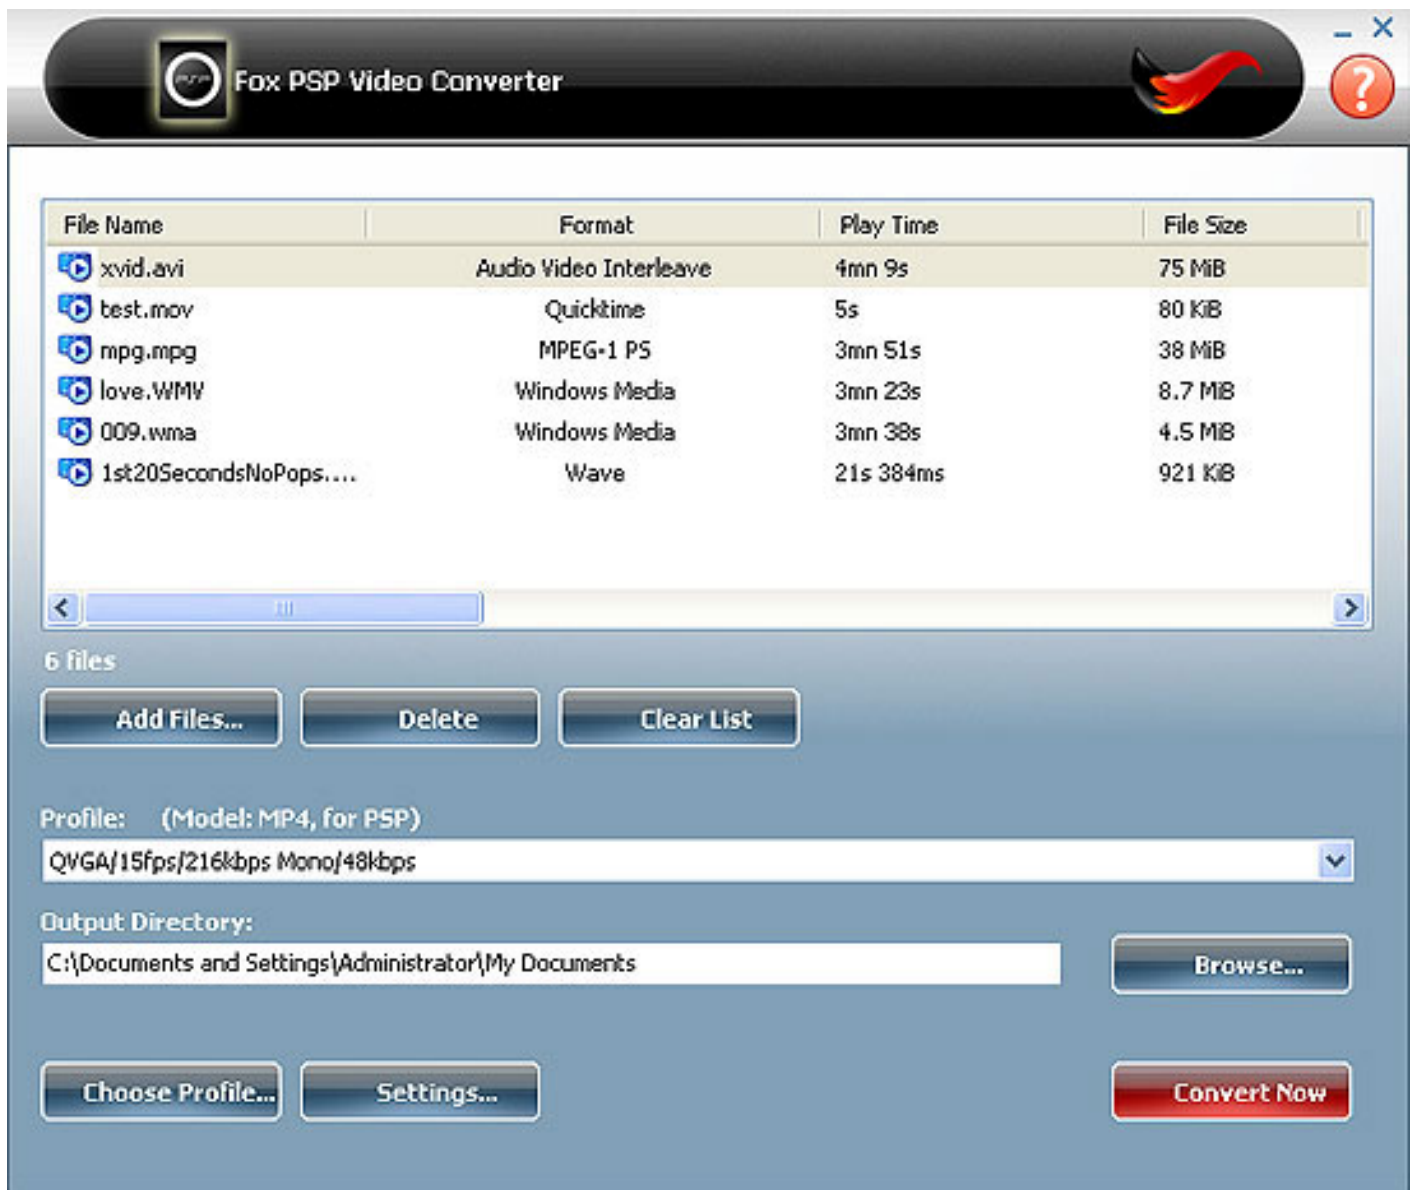 PSP
Fox PSP Video Converter
?
File Name Format Play Time File Size
xvid.avi Audio Video Interleave 4mn 9s 75 MiB
test.mov Quicktime 5s 80 KiB
mpg.mpg MPEG-1 PS 3mn 51s 38 MiB
love.WMV Windows Media 3mn 23s 8.7 MiB
009.wma Windows Media 3mn 38s 4.5 MiB
1st20SecondsNoPops.... Wave 21s 384ms 921 KiB
6 files
Add Files... Delete Clear List
Profile: (Model: MP4, for PSP)
QVGA/15fps/216kbps Mono/48kbps
Output Directory:
C:\Documents and Settings\Administrator\My Documents
Browse...
Choose Profile... Settings... Convert Now